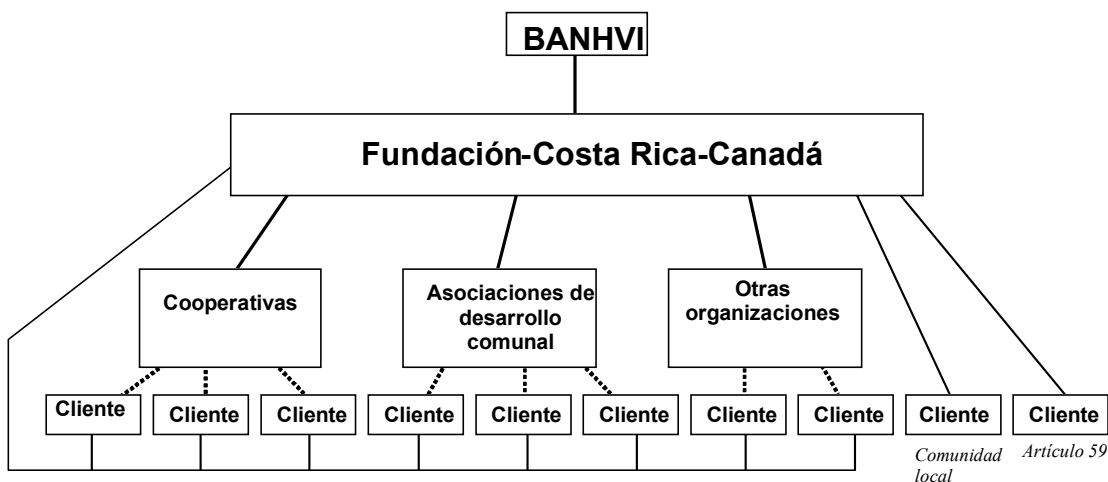 BANHVI
Fundación-Costa Rica-Canadá
Cooperativas
Asociaciones de
desarrollo
comunal
Otras
organizaciones
Cliente
Cliente
Cliente
Cliente
Cliente
Cliente
Cliente
Cliente
Cliente
Cliente
Comunidad
local
Artículo 59